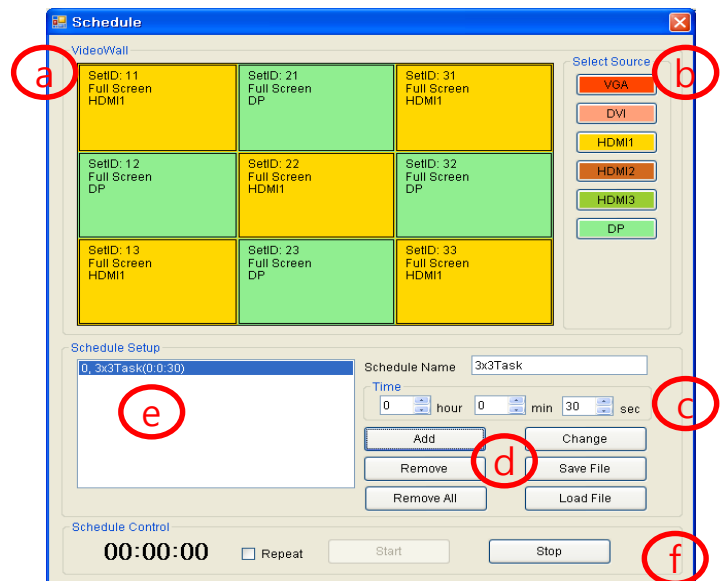 Schedule
VideoWall
a
SetID: 11
Full Screen
HDMI1
SetID: 21
Full Screen
DP
SetID: 31
Full Screen
HDMI1
SetID: 12
Full Screen
DP
SetID: 22
Full Screen
HDMI1
SetID: 32
Full Screen
DP
SetID: 13
Full Screen
HDMI1
SetID: 23
Full Screen
DP
SetID: 33
Full Screen
HDMI1
Select Source
b
VGA
DVI
HDMI1
HDMI2
HDMI3
DP
Schedule Setup
0, 3x3Task(0:0:30)
e
Schedule Name 3x3Task
Time
0 hour 0 min 30 sec
c
Add Change
d
Remove Save File
Remove All Load File
Schedule Control
00:00:00 Repeat Start Stop
f